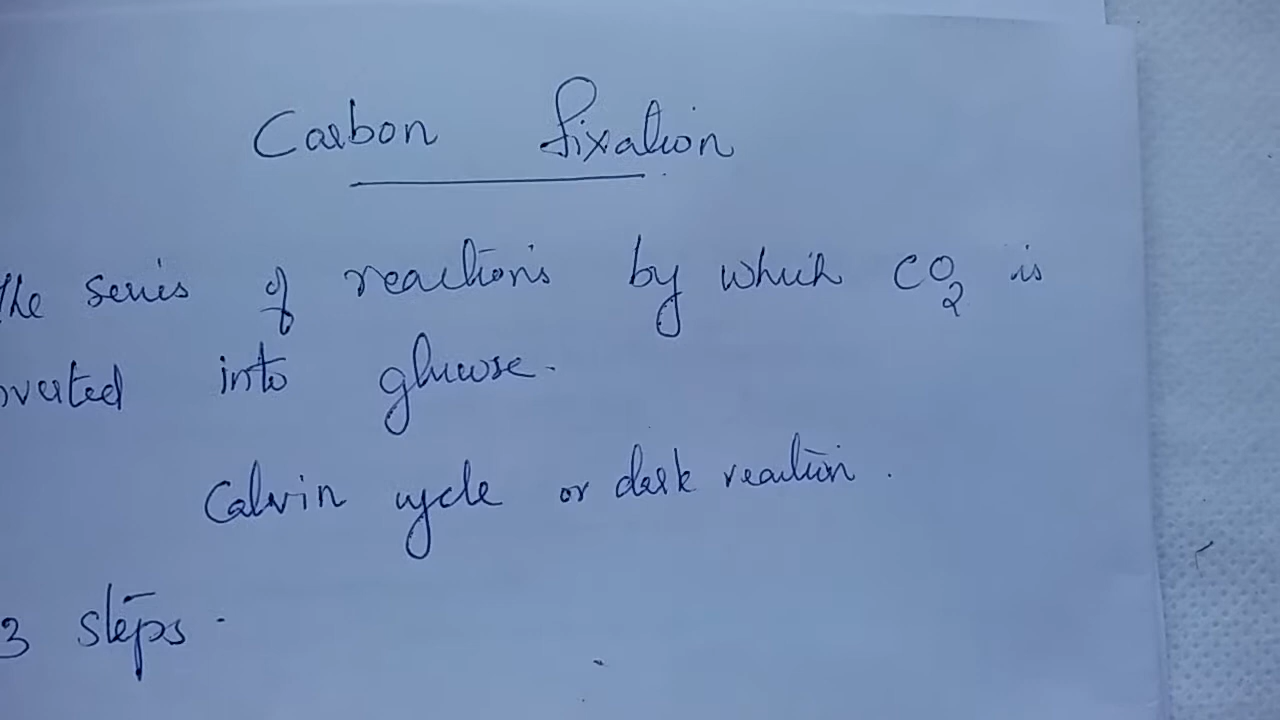 Carbon fixation
the series of reactions by which CO2 is
verted into glucose.
Calvin cycle or dark reaction.
3 steps.